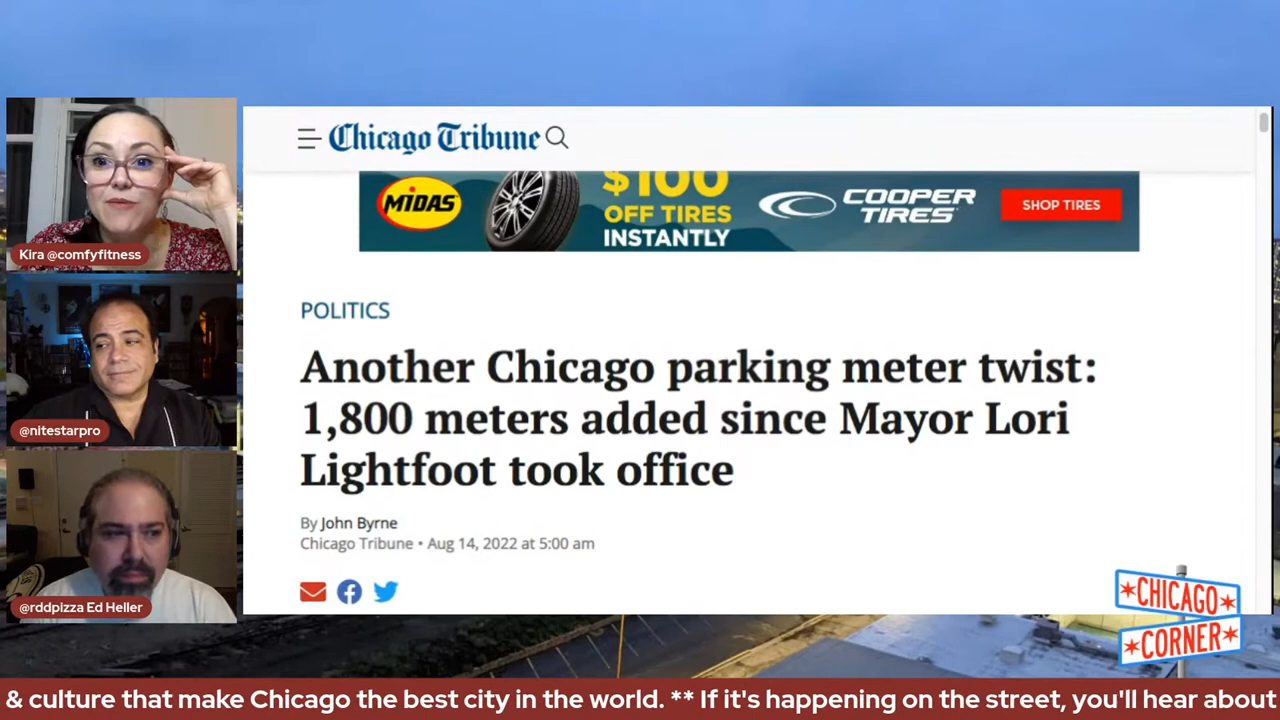 Kira @comfyfitness
@nitestarpro
@rddpizza Ed Heller
Chicago Tribune
MIDAS
$100
OFF TIRES
INSTANTLY
COOPER
TIRES
SHOP TIRES
POLITICS
Another Chicago parking meter twist:
1,800 meters added since Mayor Lori
Lightfoot took office
By John Byrne
Chicago Tribune • Aug 14, 2022 at 5:00 am
*CHICAGO*
*CORNER*
& culture that make Chicago the best city in the world. ** If it's happening on the street, you'll hear about